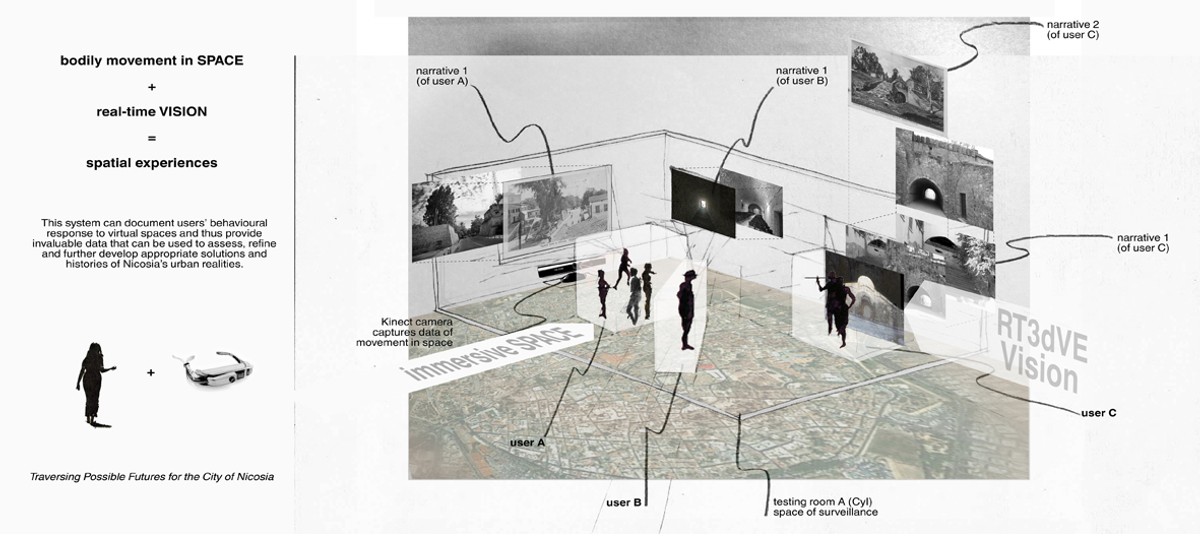 bodily movement in SPACE
+
real-time VISION
=
spatial experiences
This system can document users' behavioural
response to virtual spaces and thus provide
invaluable data that can be used to assess, refine
and further develop appropriate solutions and
histories of Nicosia's urban realities.
+
Traversing Possible Futures for the City of Nicosia
narrative 1
(of user A)
narrative 1
(of user B)
narrative 2
(of user C)
narrative 1
(of user C)
Kinect camera
captures data of
movement in space
immersive SPACE
RT3dVE
Vision
user A
user B
user C
testing room A (CyI)
space of surveillance